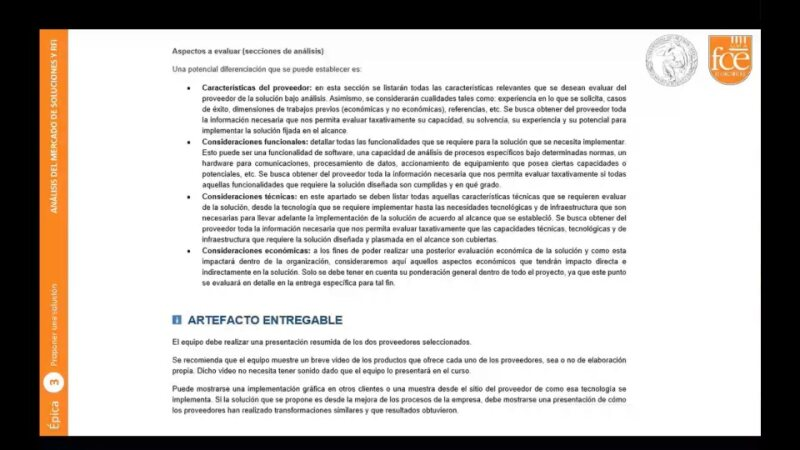 Aspectos a evaluar (secciones de análisis)
Una potencial diferenciación que se puede establecer es:
• Características del proveedor: en esta sección se listarán todas las características relevantes que se desean evaluar del
proveedor de la solución bajo análisis. Asimismo, se considerarán cualidades tales como: experiencia en lo que se solicita, casos
de éxito, dimensiones de trabajos previos (económicas y no económicas), referencias, etc. Se busca obtener del proveedor toda
la información necesaria que nos permita evaluar taxativamente su capacidad, su solvencia, su experiencia y su potencial para
implementar la solución fijada en el alcance.
• Consideraciones funcionales: detallar todas las funcionalidades que se requiere para la solución que se necesita implementar.
Esto puede ser una funcionalidad de software, una capacidad de análisis de procesos específicos bajo determinadas normas, un
hardware para comunicaciones, procesamiento de datos, accionamiento de equipamiento que posea ciertas capacidades o
potenciales, etc. Se busca obtener del proveedor toda la información necesaria que nos permita evaluar taxativamente si todas
aquellas funcionalidades que requiere la solución diseñada son cumplidas y en qué grado.
• Consideraciones técnicas: en este apartado se deben listar todas aquellas características técnicas que se requieren evaluar
de la solución, desde la tecnología que se requiere implementar hasta las necesidades tecnológicas y de infraestructura que son
necesarias para llevar adelante la implementación de la solución de acuerdo al alcance que se estableció. Se busca obtener del
proveedor toda la información necesaria que nos permita evaluar taxativamente que las capacidades técnicas, tecnológicas y de
infraestructura que requiere la solución diseñada y plasmada en el alcance son cubiertas.
• Consideraciones económicas: a los fines de poder realizar una posterior evaluación económica de la solución y como esta
impactará dentro de la organización, consideraremos aquí aquellos aspectos económicos que tendrán impacto directa e
indirectamente en la solución. Solo se debe tener en cuenta su ponderación general dentro de todo el proyecto, ya que este punto
se evaluará en detalle en la entrega específica para tal fin.
ARTEFACTO ENTREGABLE
El equipo debe realizar una presentación resumida de los dos proveedores seleccionados.
Se recomienda que el equipo muestre un breve video de los productos que ofrece cada uno de los proveedores, sea o no de elaboración
propia. Dicho video no necesita tener sonido dado que el equipo lo presentará en el curso.
Puede mostrarse una implementación gráfica en otros clientes o una muestra desde el sitio del proveedor de como esa tecnología se
implementa. Si la solución que se propone es desde la mejora de los procesos de la empresa, debe mostrarse una presentación de cómo
los proveedores han realizado transformaciones similares y que resultados obtuvieron.
ANÁLISIS DEL MERCADO DE SOLUCIONES Y RFI
Épica 3 Proponer una solución
fce